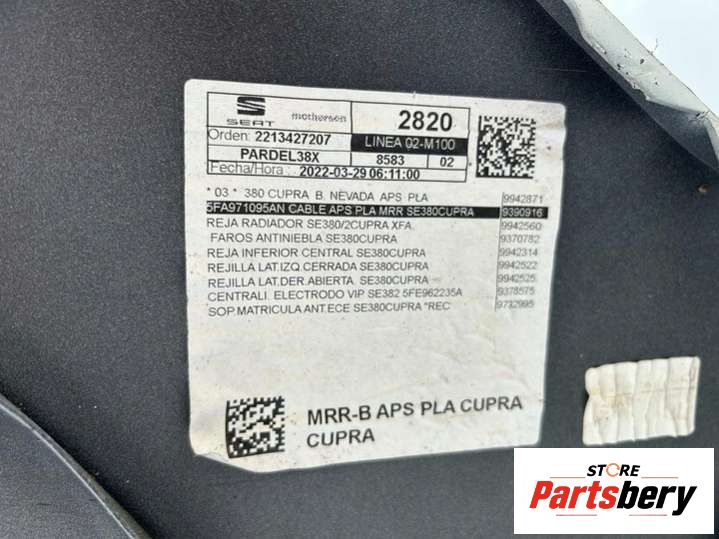 SEAT
motherson
2820
Orden: 2213427207
LINEA 02-M100
PARDEL38X
8583
02
Fecha/Hora :
2022-03-29 06:11:00
* 03 * 380 CUPRA B. NEVADA APS PLA 9942871
5FA971095AN CABLE APS PLA MRR SE380CUPRA 9390916
REJA RADIADOR SE380/2CUPRA XFA 9942560
FAROS ANTINIEBLA SE380CUPRA 9370782
REJA INFERIOR CENTRAL SE380CUPRA 9942314
REJILLA LAT.IZQ.CERRADA SE380CUPRA 9942522
REJILLA LAT.DER.ABIERTA. SE380CUPRA 9942525
CENTRALI. ELECTRODO VIP SE382 5FE962235A 9378575
SOP.MATRICULA ANT.ECE SE380CUPRA "REC 9732995
MRR-B APS PLA CUPRA
CUPRA
STORE
Partsbery